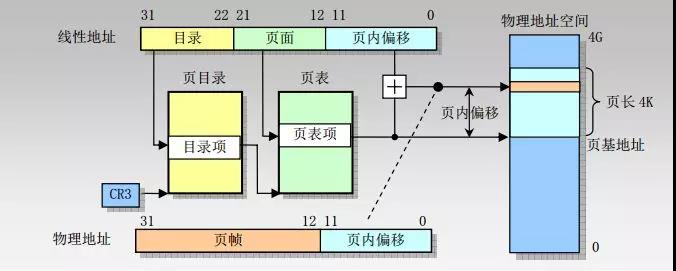 31 22 21 12 11 0
线性地址 目录 页面 页内偏移
物理地址空间
4G
页目录 页表
目录项 页表项
页内偏移
页长 4K
页基地址
CR3
31 12 11 0
物理地址 页帧 页内偏移
0